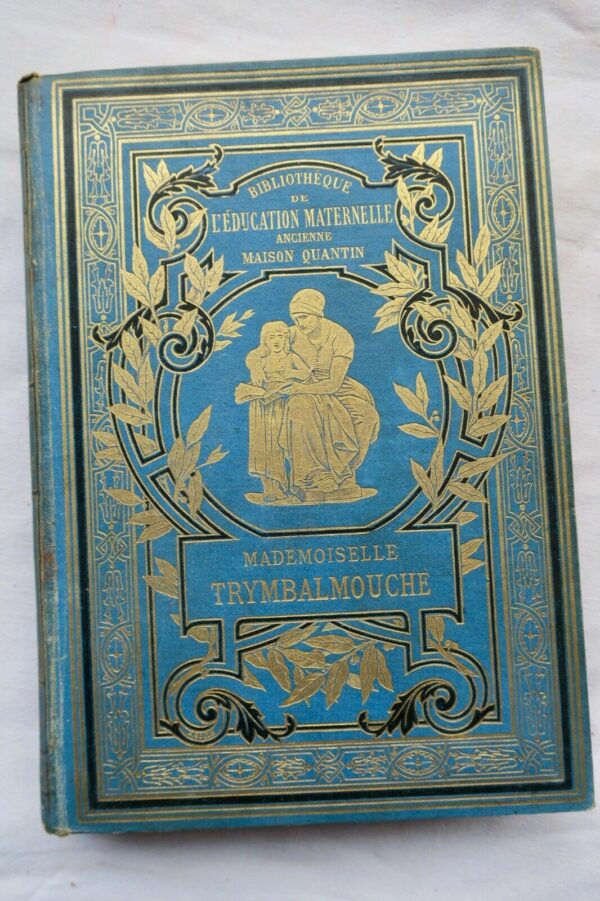 BIBLIOTHÈQUE
DE
L'ÉDUCATION MATERNELLE
ANCIENNE
MAISON QUANTIN
MADEMOISELLE
TRYMBALMOUCHE